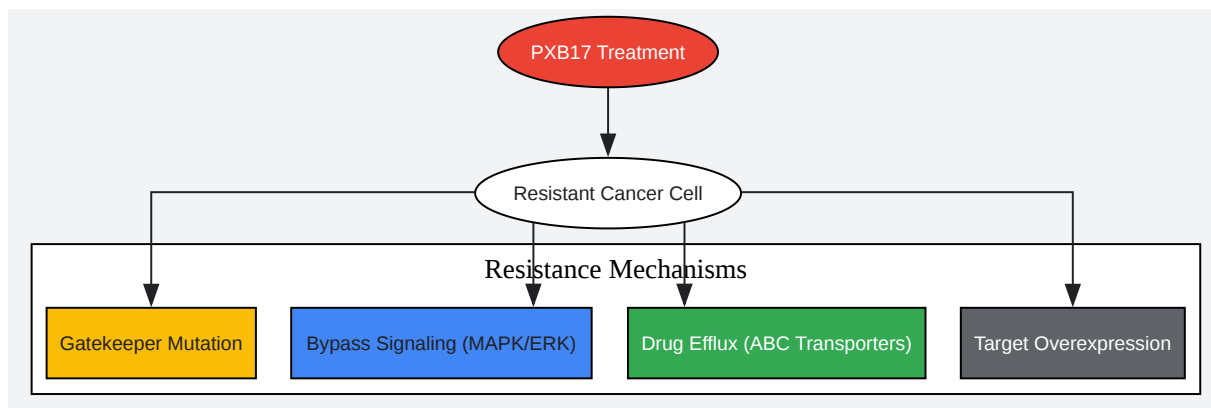 PXB17 Treatment
Resistant Cancer Cell
Resistance Mechanisms
Gatekeeper Mutation
Bypass Signaling (MAPK/ERK)
Drug Efflux (ABC Transporters)
Target Overexpression